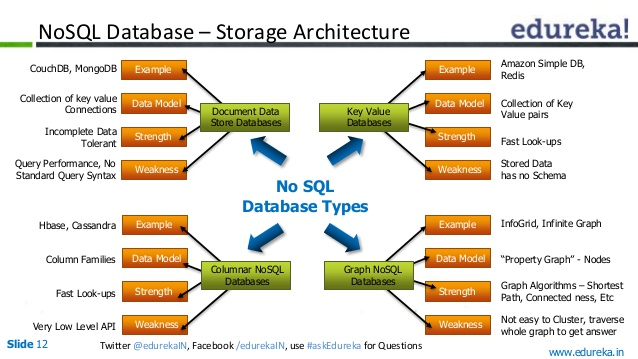 NoSQL Database – Storage Architecture
edureka!
CouchDB, MongoDB
Example
Collection of key value
Connections
Data Model
Incomplete Data
Tolerant
Strength
Query Performance, No
Standard Query Syntax
Weakness
Document Data
Store Databases
Key Value
Databases
Example
Amazon Simple DB,
Redis
Data Model
Collection of Key
Value pairs
Strength
Fast Look-ups
Weakness
Stored Data
has no Schema
No SQL
Database Types
Hbase, Cassandra
Example
Column Families
Data Model
Fast Look-ups
Strength
Very Low Level API
Weakness
Columnar NoSQL
Databases
Graph NoSQL
Databases
Example
InfoGrid, Infinite Graph
Data Model
“Property Graph” - Nodes
Strength
Graph Algorithms – Shortest
Path, Connected ness, Etc
Weakness
Not easy to Cluster, traverse
whole graph to get answer
Slide 12
Twitter @edurekaIN, Facebook /edurekaIN, use #askEdureka for Questions
www.edureka.in